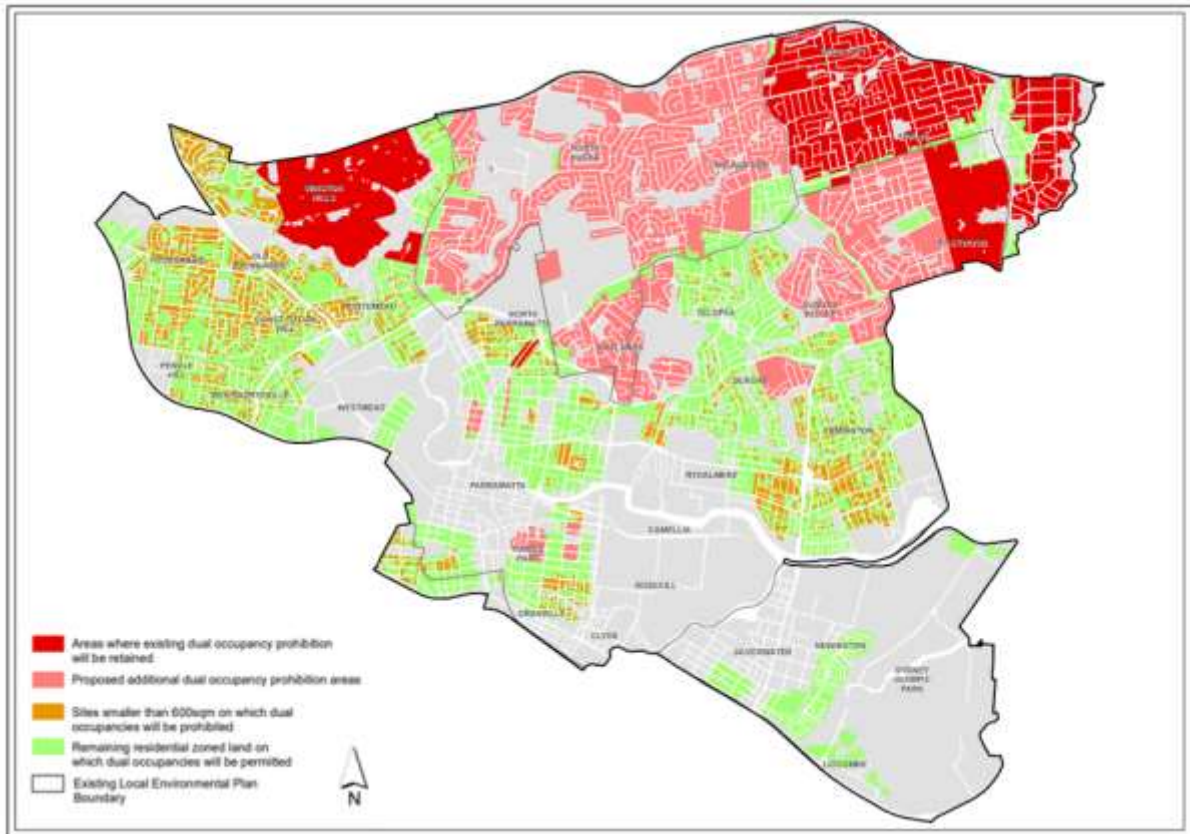 EPPING
WINSTON
HILLS
NORTH
ROCKS
CARLINGFORD
EASTWOOD
TOONGABBIE
OLD
TOONGABBIE
CONSTITUTION
HILL
NORTHMEAD
NORTH
PARRAMATTA
OATLANDS
TELOPEA
DUNDAS
VALLEY
DUNDAS
PENDLE
HILL
WENTWORTHVILLE
WESTMEAD
ERMINGTON
RYDALMERE
PARRAMATTA
CAMELLIA
HARRIS
PARK
ROSEHILL
GRANVILLE
CLYDE
SILVERWATER
NEWINGTON
SYDNEY
OLYMPIC
PARK
LIDCOMBE
Areas where existing dual occupancy prohibition
will be retained
Proposed additional dual occupancy prohibition areas
Sites smaller than 600sqm on which dual
occupancies will be prohibited
Remaining residential zoned land on
which dual occupancies will be permitted
Existing Local Environmental Plan
Boundary
N